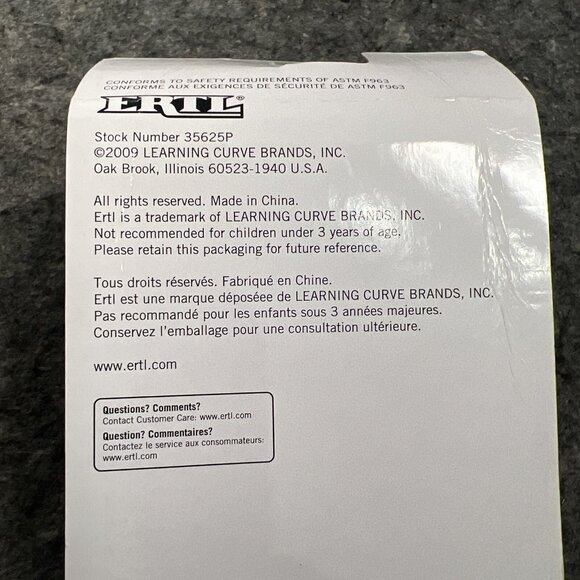 CONFORMS TO SAFETY REQUIREMENTS OF ASTM F963
CONFORME AUX EXIGENCES DE SÉCURITÉ DE ASTM F963
ERTL®
Stock Number 35625P
©2009 LEARNING CURVE BRANDS, INC.
Oak Brook, Illinois 60523-1940 U.S.A.
All rights reserved. Made in China.
Ertl is a trademark of LEARNING CURVE BRANDS, INC.
Not recommended for children under 3 years of age.
Please retain this packaging for future reference.
Tous droits réservés. Fabriqué en Chine.
Ertl est une marque déposée de LEARNING CURVE BRANDS, INC.
Pas recommandé pour les enfants sous 3 années majeures.
Conservez l'emballage pour une consultation ultérieure.
www.ertl.com
Questions? Comments?
Contact Customer Care: www.ertl.com
Question? Commentaires?
Contactez le service aux consommateurs:
www.ertl.com